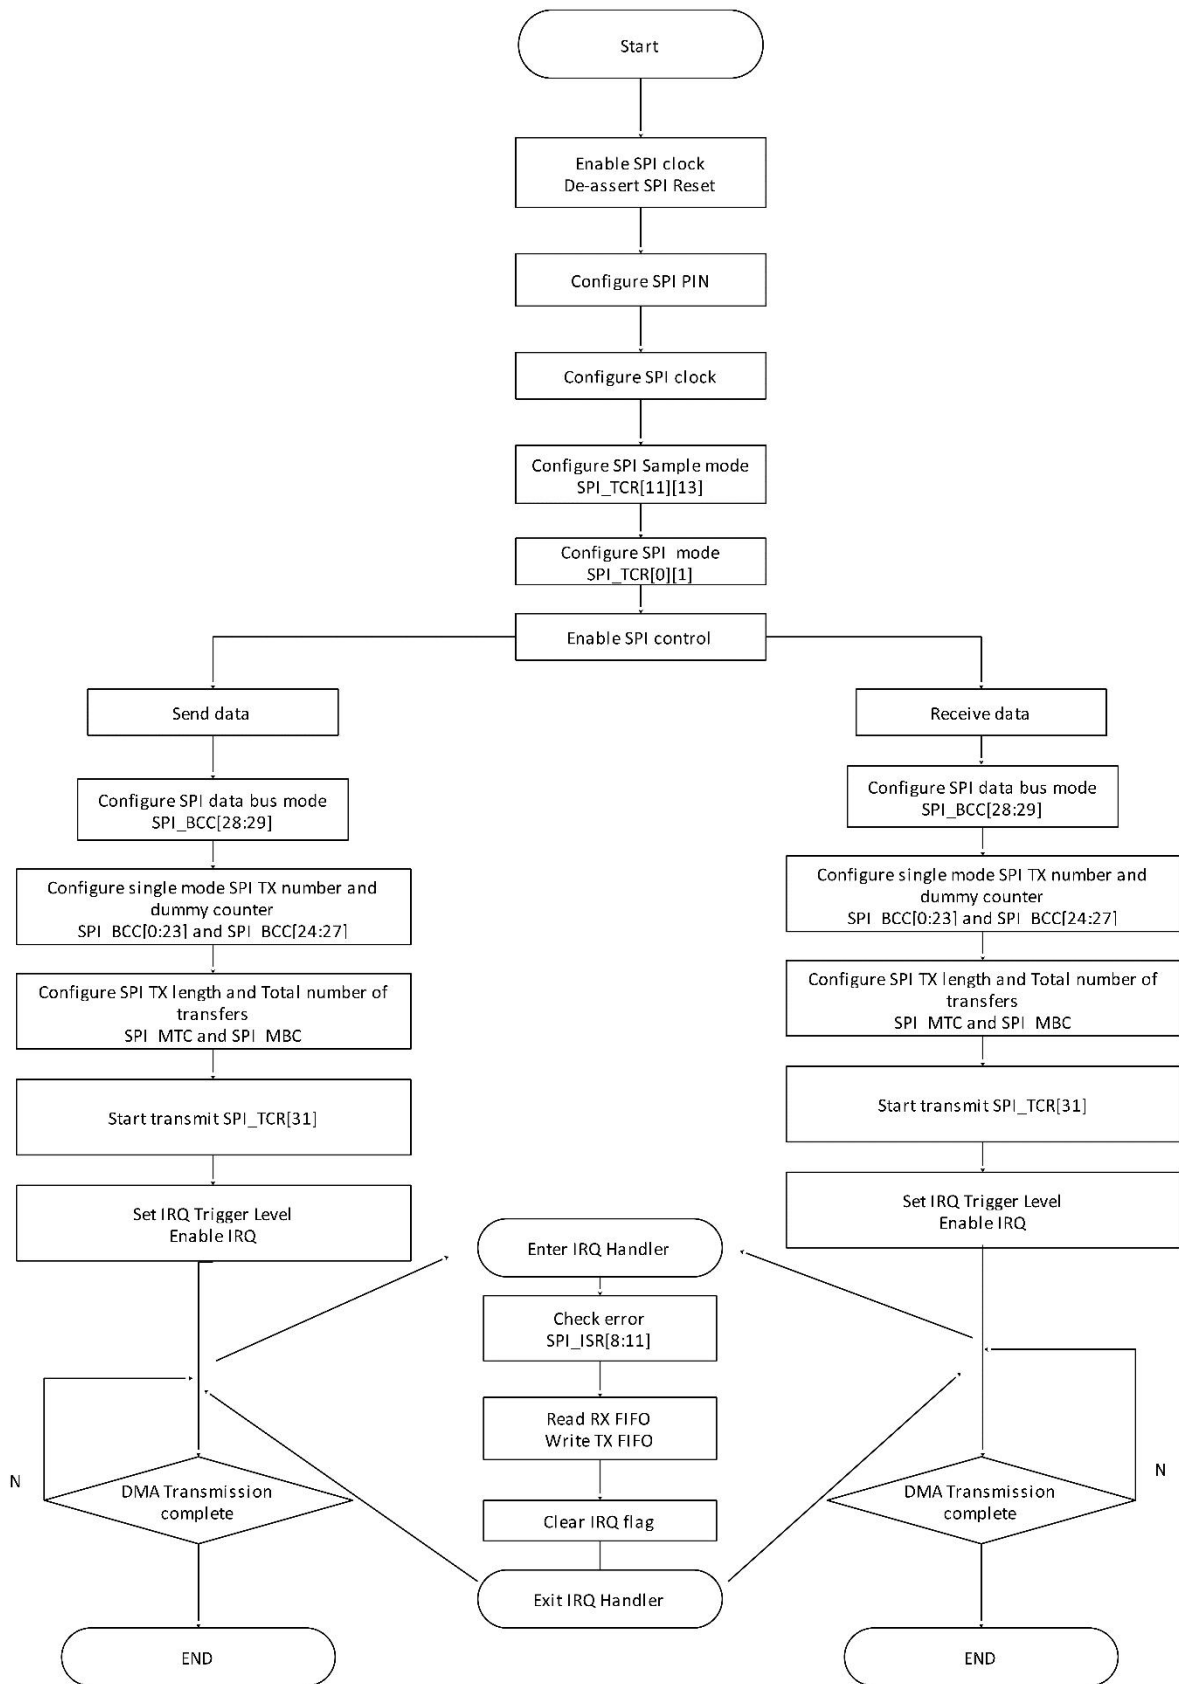 Start
Enable SPI clock
De-assert SPI Reset
Configure SPI PIN
Configure SPI clock
Configure SPI Sample mode
SPI_TCR[11][13]
Configure SPI mode
SPI_TCR[0][1]
Enable SPI control
Send data
Configure SPI data bus mode
SPI_BCC[28:29]
Configure single mode SPI TX number and
dummy counter
SPI_BCC[0:23] and SPI_BCC[24:27]
Configure SPI TX length and Total number of
transfers
SPI_MTC and SPI_MBC
Start transmit SPI_TCR[31]
Set IRQ Trigger Level
Enable IRQ
N
DMA Transmission
complete
END
Enter IRQ Handler
Check error
SPI_ISR[8:11]
Read RX FIFO
Write TX FIFO
Clear IRQ flag
Exit IRQ Handler
Receive data
Configure SPI data bus mode
SPI_BCC[28:29]
Configure single mode SPI TX number and
dummy counter
SPI_BCC[0:23] and SPI_BCC[24:27]
Configure SPI TX length and Total number of
transfers
SPI_MTC and SPI_MBC
Start transmit SPI_TCR[31]
Set IRQ Trigger Level
Enable IRQ
N
DMA Transmission
complete
END